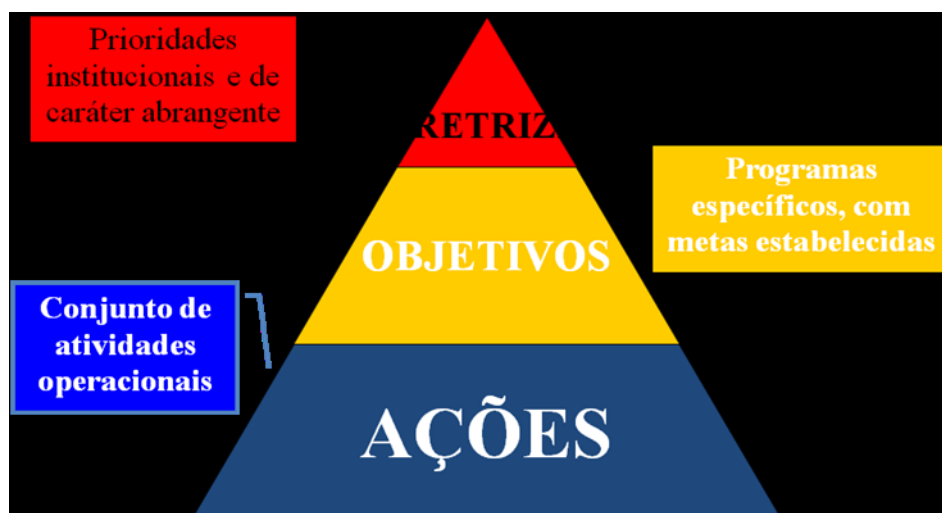 Prioridades
institucionais e de
caráter abrangente
RETRIZ
Programas
específicos, com
metas estabelecidas
OBJETIVOS
Conjunto de
atividades
operacionais
AÇÕES